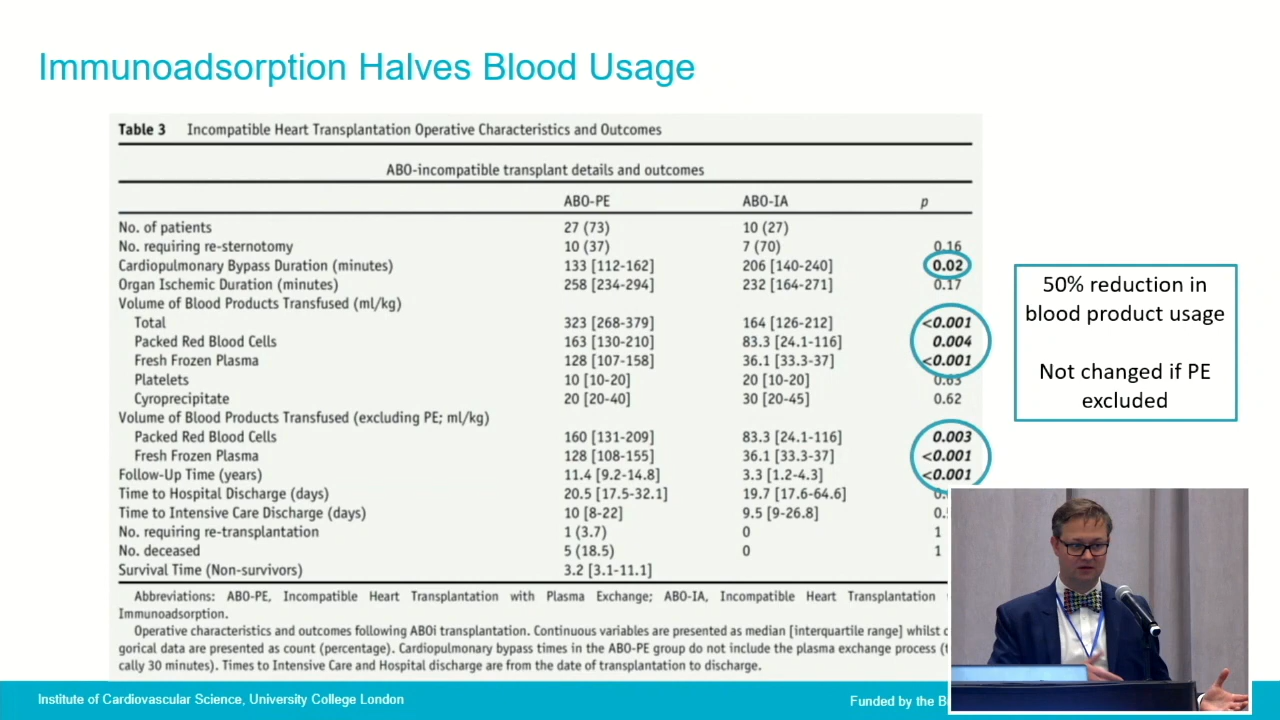 Immunoadsorption Halves Blood Usage
Table 3 Incompatible Heart Transplantation Operative Characteristics and Outcomes
ABO-incompatible transplant details and outcomes
ABO-PE ABO-IA p
No. of patients 27 (73) 10 (27)
No. requiring re-sternotomy 10 (37) 7 (70) 0.16
Cardiopulmonary Bypass Duration (minutes) 133 [112-162] 206 [140-240] 0.02
Organ Ischemic Duration (minutes) 258 [234-294] 232 [164-271] 0.17
Volume of Blood Products Transfused (ml/kg)
Total 323 [268-379] 164 [126-212] <0.001
Packed Red Blood Cells 163 [130-210] 83.3 [24.1-116] 0.004
Fresh Frozen Plasma 128 [107-158] 36.1 [33.3-37] <0.001
Platelets 10 [10-20] 20 [10-20] 0.63
Cyroprecipitate 20 [20-40] 30 [20-45] 0.62
Volume of Blood Products Transfused (excluding PE; ml/kg)
Packed Red Blood Cells 160 [131-209] 83.3 [24.1-116] 0.003
Fresh Frozen Plasma 128 [108-155] 36.1 [33.3-37] <0.001
Follow-Up Time (years) 11.4 [9.2-14.8] 3.3 [1.2-4.3] <0.001
Time to Hospital Discharge (days) 20.5 [17.5-32.1] 19.7 [17.6-64.6]
Time to Intensive Care Discharge (days) 10 [8-22] 9.5 [9-26.8]
No. requiring re-transplantation 1 (3.7) 0 1
No. deceased 5 (18.5) 0 1
Survival Time (Non-survivors) 3.2 [3.1-11.1]
Abbreviations: ABO-PE, Incompatible Heart Transplantation with Plasma Exchange; ABO-IA, Incompatible Heart Transplantation
Immunoadsorption.
Operative characteristics and outcomes following ABOi transplantation. Continuous variables are presented as median [interquartile range] whilst
gorical data are presented as count (percentage). Cardiopulmonary bypass times in the ABO-PE group do not include the plasma exchange process
cally 30 minutes). Times to Intensive Care and Hospital discharge are from the date of transplantation to discharge.
50% reduction in
blood product usage
Not changed if PE
excluded
Institute of Cardiovascular Science, University College London
Funded by the